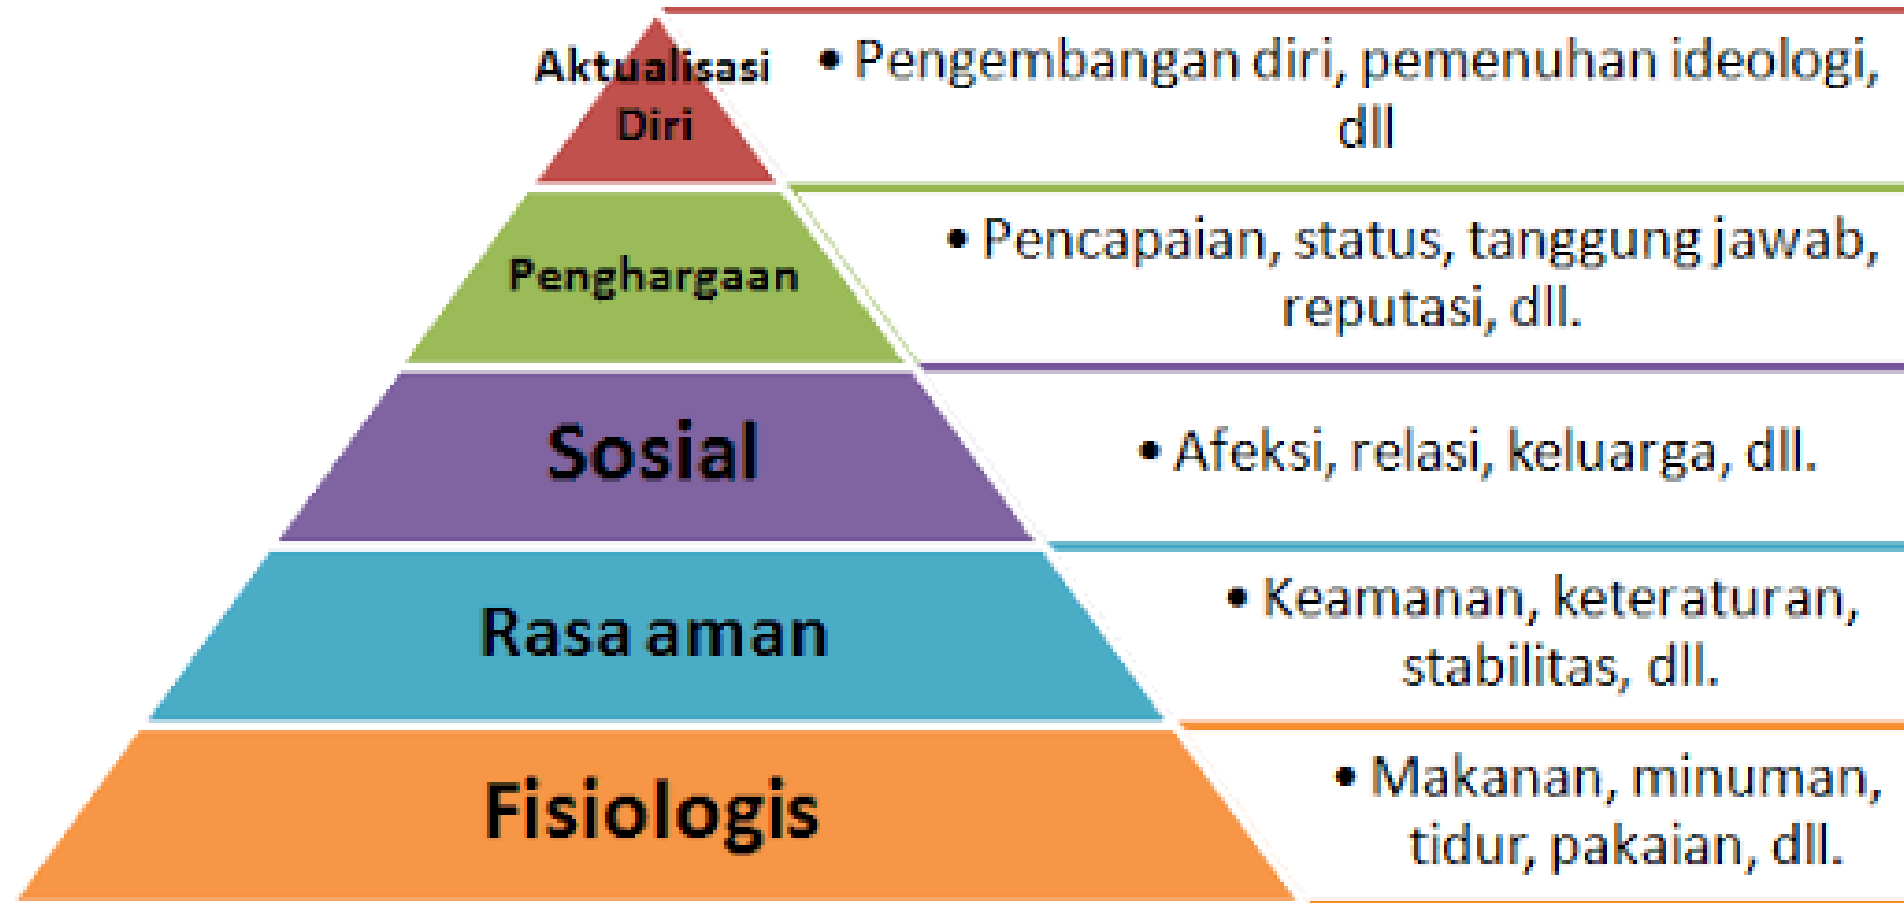 Aktualisasi
Diri
• Pengembangan diri, pemenuhan ideologi,
dll
Penghargaan
• Pencapaian, status, tanggung jawab,
reputasi, dll.
Sosial
• Afeksi, relasi, keluarga, dll.
Rasa aman
• Keamanan, keteraturan,
stabilitas, dll.
Fisiologis
• Makanan, minuman,
tidur, pakaian, dll.